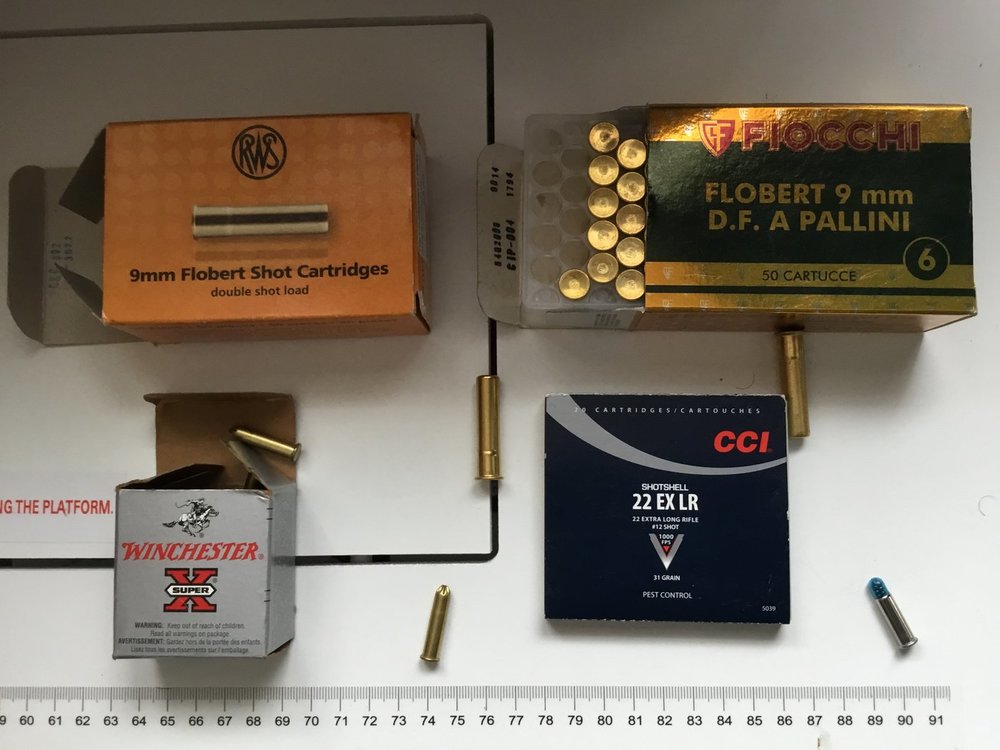 RWS
9mm Flobert Shot Cartridges
double shot load
9014 1794
GIP-004
FIOCCHI
FLOBERT 9 mm
D.F. A PALLINI
6
50 CARTUCCE
NG THE PLATFORM.
WINCHESTER
SUPER
X
WARNING: Keep out of reach of children.
Read all warnings on package.
AVERTISSEMENT: Gardez hors de la portée des enfants.
Lisez tous les avertissements sur l'emballage.
20 CARTRIDGES/CARTOUCHES
CCI
SHOTSHELL
22 EX LR
22 EXTRA LONG RIFLE
#12 SHOT
1000
FPS
31 GRAIN
PEST CONTROL
5039
9 60 61 62 63 64 65 66 67 68 69 70 71 72 73 74 75 76 77 78 79 80 81 82 83 84 85 86 87 88 89 90 91